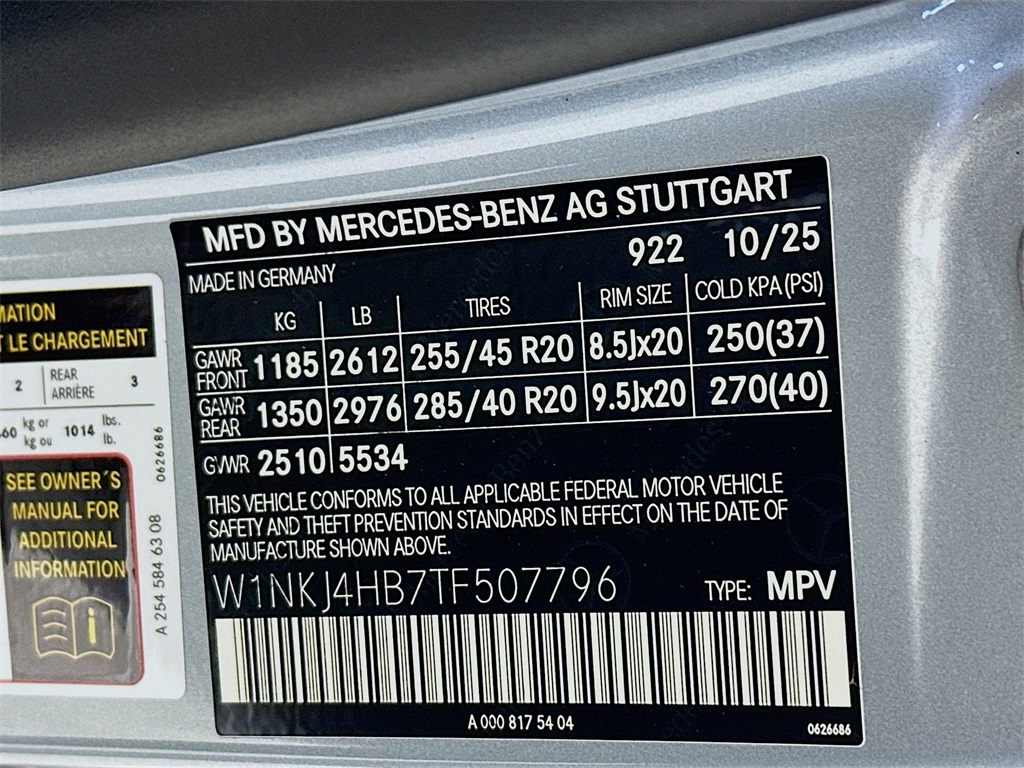 MFD BY MERCEDES-BENZ AG STUTTGART
922 10/25
MADE IN GERMANY
KG LB TIRES RIM SIZE COLD KPA (PSI)
GAWR FRONT 1185 2612 255/45 R20 8.5Jx20 250(37)
GAWR REAR 1350 2976 285/40 R20 9.5Jx20 270(40)
GVWR 2510 5534
THIS VEHICLE CONFORMS TO ALL APPLICABLE FEDERAL MOTOR VEHICLE
SAFETY AND THEFT PREVENTION STANDARDS IN EFFECT ON THE DATE OF
MANUFACTURE SHOWN ABOVE.
W1NKJ4HB7TF507796 TYPE: MPV
A 000 817 54 04
0626686
LE CHARGEMENT
2 REAR 3
ARRIÈRE
kg or 1014 lbs.
kg ou lb.
SEE OWNER´S
MANUAL FOR
ADDITIONAL
INFORMATION
0626686
A 254 584 63 08